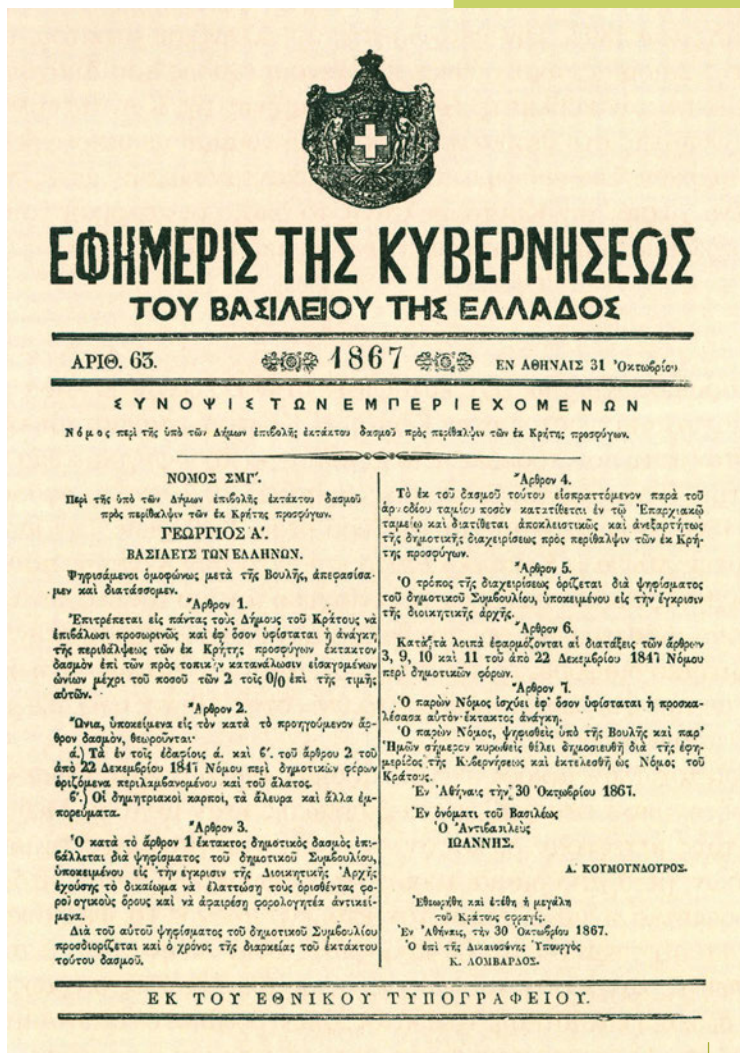 ΕΦΗΜΕΡΙΣ ΤΗΣ ΚΥΒΕΡΝΗΣΕΩΣ
ΤΟΥ ΒΑΣΙΛΕΙΟΥ ΤΗΣ ΕΛΛΑΔΟΣ
ΑΡΙΘ. 63.
1867
ΕΝ ΑΘΗΝΑΙΣ 31 Ὀκτωβρίου
ΣΥΝΟΨΙΣ ΤΩΝ ΕΜΠΕΡΙΕΧΟΜΕΝΩΝ
Νόμος περὶ τῆς ὑπὸ τῶν Δήμων ἐπιβολῆς ἐκτάκτου δασμοῦ πρὸς περίθαλψιν τῶν ἐκ Κρήτης προσφύγων.
ΝΟΜΟΣ ΣΜΓʹ.
Περὶ τῆς ὑπὸ τῶν Δήμων ἐπιβολῆς ἐκτάκτου δασμοῦ
πρὸς περίθαλψιν τῶν ἐκ Κρήτης προσφύγων.
ΓΕΩΡΓΙΟΣ Αʹ.
ΒΑΣΙΛΕΥΣ ΤΩΝ ΕΛΛΗΝΩΝ.
Ψηφισάμενοι ὁμοφώνως μετὰ τῆς Βουλῆς, ἀπεφασίσα-
μεν καὶ διατάσσομεν.
Ἄρθρον 1.
Ἐπιτρέπεται εἰς πάντας τοὺς Δήμους τοῦ Κράτους νὰ
ἐπιβάλωσι προσωρινῶς καὶ ἐφ' ὅσον ὑφίσταται ἡ ἀνάγκη
τῆς περιθάλψεως τῶν ἐκ Κρήτης προσφύγων ἔκτακτον
δασμὸν ἐπὶ τῶν πρὸς τοπικὴν κατανάλωσιν εἰσαγομένων
ὠνίων μέχρι τοῦ ποσοῦ τῶν 2 τοῖς 0/0 ἐπὶ τῆς τιμῆς
αὐτῶν.
Ἄρθρον 2.
Ὤνια, ὑποκείμενα εἰς τὸν κατὰ τὸ προηγούμενον ἄρ-
θρον δασμὸν, θεωροῦνται·
ά.) Τὰ ἐν τοῖς ἐδαφίοις ά. καὶ β΄. τοῦ ἄρθρου 2 τοῦ
ἀπὸ 22 Δεκεμβρίου 1847 Νόμου περὶ δημοτικῶν φόρων
ὁριζόμενα περιλαμβανομένου καὶ τοῦ ἅλατος.
β΄.) Οἱ δημητριακοὶ καρποὶ, τὰ ἄλευρα καὶ ἄλλα ἐμ-
πορεύματα.
Ἄρθρον 3.
Ὁ κατὰ τὸ ἄρθρον 1 ἔκτακτος δημοτικὸς δασμὸς ἐπι-
βάλλεται διὰ ψηφίσματος τοῦ δημοτικοῦ Συμβουλίου,
ὑποκειμένου εἰς τὴν ἔγκρισιν τῆς Διοικητικῆς Ἀρχῆς
ἐχούσης τὸ δικαίωμα νὰ ἐλαττώσῃ τοὺς ὁρισθέντας φο-
ρολογικοὺς ὅρους καὶ νὰ ἀφαιρέσῃ φορολογητέα ἀντικεί-
μενα.
Διὰ τοῦ αὐτοῦ ψηφίσματος τοῦ δημοτικοῦ Συμβουλίου
προσδιορίζεται καὶ ὁ χρόνος τῆς διαρκείας τοῦ ἐκτάκτου
τούτου δασμοῦ.
Ἄρθρον 4.
Τὸ ἐκ τοῦ δασμοῦ τούτου εἰσπραττόμενον παρὰ τοῦ
ἁρμοδίου ταμίου ποσὸν κατατίθεται ἐν τῷ Ἐπαρχιακῷ
ταμείῳ καὶ διατίθεται ἀποκλειστικῶς καὶ ἀνεξαρτήτως
τῆς δημοτικῆς διαχειρίσεως πρὸς περίθαλψιν τῶν ἐκ Κρή-
της προσφύγων.
Ἄρθρον 5.
Ὁ τρόπος τῆς διαχειρίσεως ὁρίζεται διὰ ψηφίσματος
τοῦ δημοτικοῦ Συμβουλίου, ὑποκειμένου εἰς τὴν ἔγκρισιν
τῆς διοικητικῆς ἀρχῆς.
Ἄρθρον 6.
Κατὰ τὰ λοιπὰ ἐφαρμόζονται αἱ διατάξεις τῶν ἄρθρων
3, 9, 10 καὶ 11 τοῦ ἀπὸ 22 Δεκεμβρίου 1847 Νόμου
περὶ δημοτικῶν φόρων.
Ἄρθρον 7.
Ὁ παρὼν Νόμος ἰσχύει ἐφ' ὅσον ὑφίσταται ἡ προσκα-
λέσασα αὐτὸν ἔκτακτος ἀνάγκη.
Ὁ παρὼν Νόμος, ψηφισθεὶς ὑπὸ τῆς Βουλῆς καὶ παρ'
Ἡμῶν σήμερον κυρωθεὶς θέλει δημοσιευθῆ διὰ τῆς ἐφη-
μερίδος τῆς Κυβερνήσεως καὶ ἐκτελεσθῆ ὡς Νόμος τοῦ
Κράτους.
Ἐν Ἀθήναις τὴν 30 Ὀκτωβρίου 1867.
Ἐν ὀνόματι τοῦ Βασιλέως
Ὁ Ἀντιβασιλεὺς
ΙΩΑΝΝΗΣ.
Α. ΚΟΥΜΟΥΝΔΟΥΡΟΣ.
Ἐθεωρήθη καὶ ἐτέθη ἡ μεγάλη
τοῦ Κράτους σφραγίς.
Ἐν Ἀθήναις, τὴν 30 Ὀκτωβρίου 1867.
Ὁ ἐπὶ τῆς Δικαιοσύνης Ὑπουργὸς
Κ. ΛΟΜΒΑΡΔΟΣ.
ΕΚ ΤΟΥ ΕΘΝΙΚΟΥ ΤΥΠΟΓΡΑΦΕΙΟΥ.